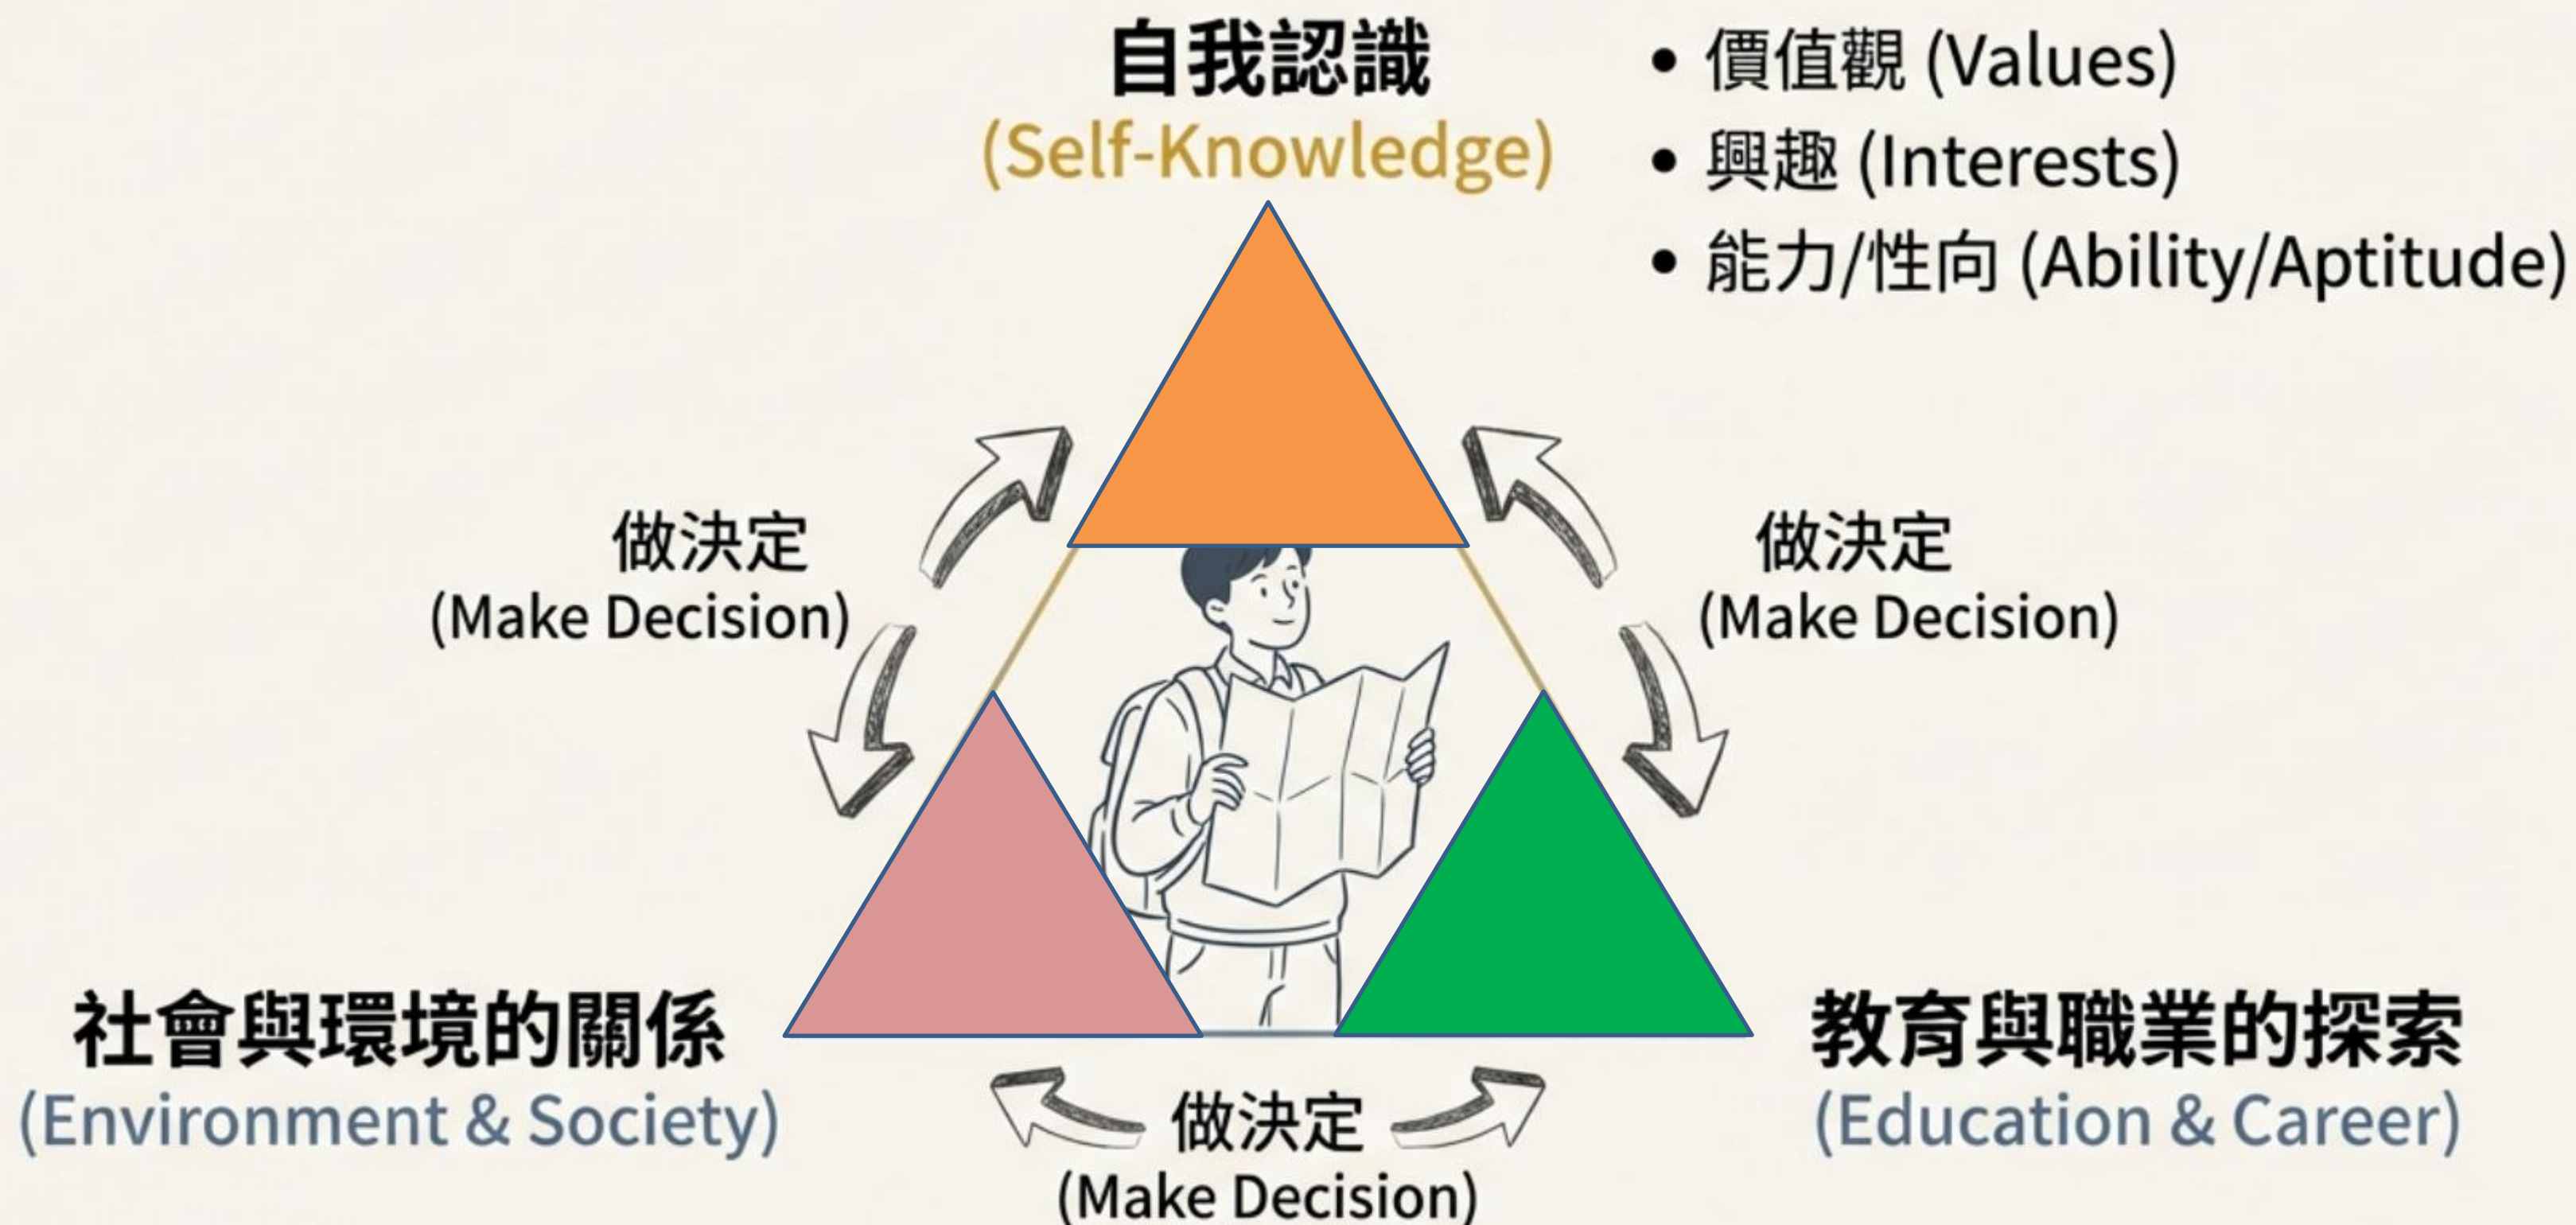 自我認識
(Self-Knowledge)
• 價值觀 (Values)
• 興趣 (Interests)
• 能力/性向 (Ability/Aptitude)
做決定
(Make Decision)
做決定
(Make Decision)
社會與環境的關係
(Environment & Society)
教育與職業的探索
(Education & Career)
做決定
(Make Decision)